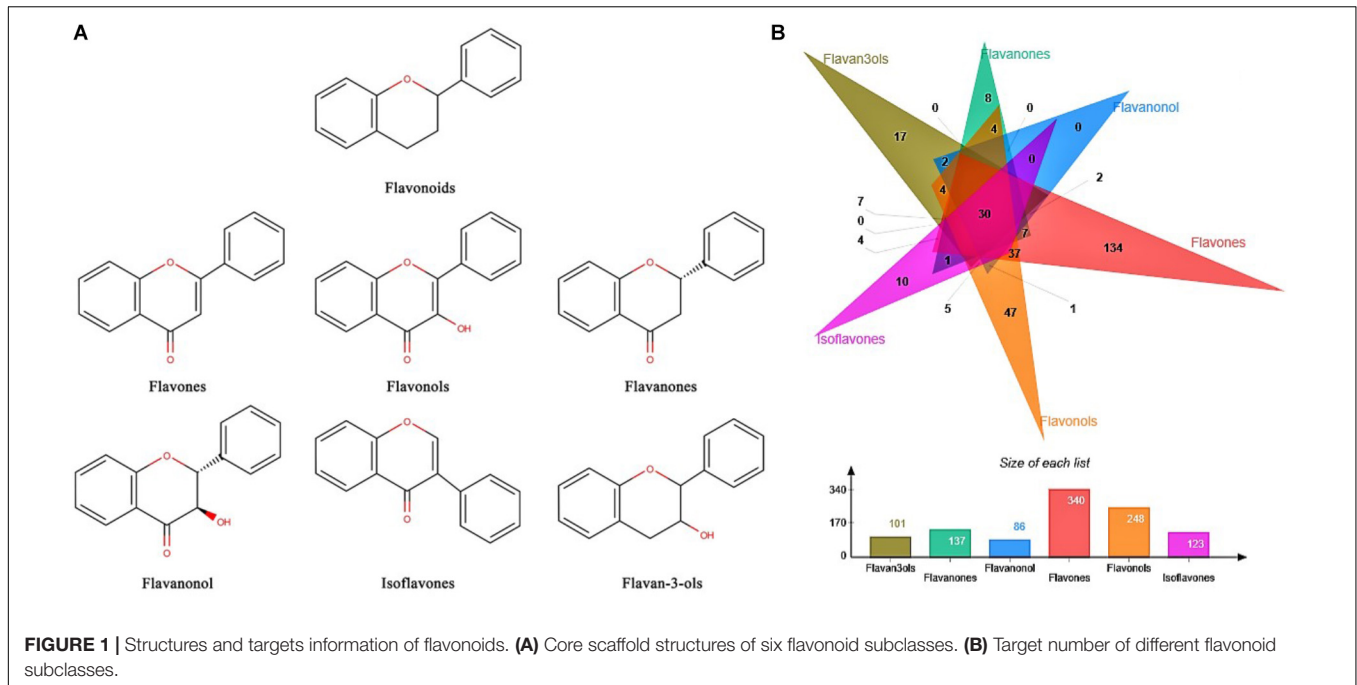 A
O
Flavonoids
O
O
Flavones
O
OH
O
Flavonols
O
O
Flavanones
O
OH
O
Flavanonol
O
O
Isoflavones
O
OH
Flavan-3-ols
B
Flavan3ols
Flavanones
Flavanonol
8
0
0
0
4
17
2
0
2
4
7
30
0
7
Flavones
4
134
37
1
10
5
47
1
Isoflavones
Flavonols
Size of each list
340
340
248
170
101
137
86
123
0
Flavan3ols
Flavanones
Flavanonol
Flavones
Flavonols
Isoflavones
FIGURE 1 | Structures and targets information of flavonoids. (A) Core scaffold structures of six flavonoid subclasses. (B) Target number of different flavonoid
subclasses.